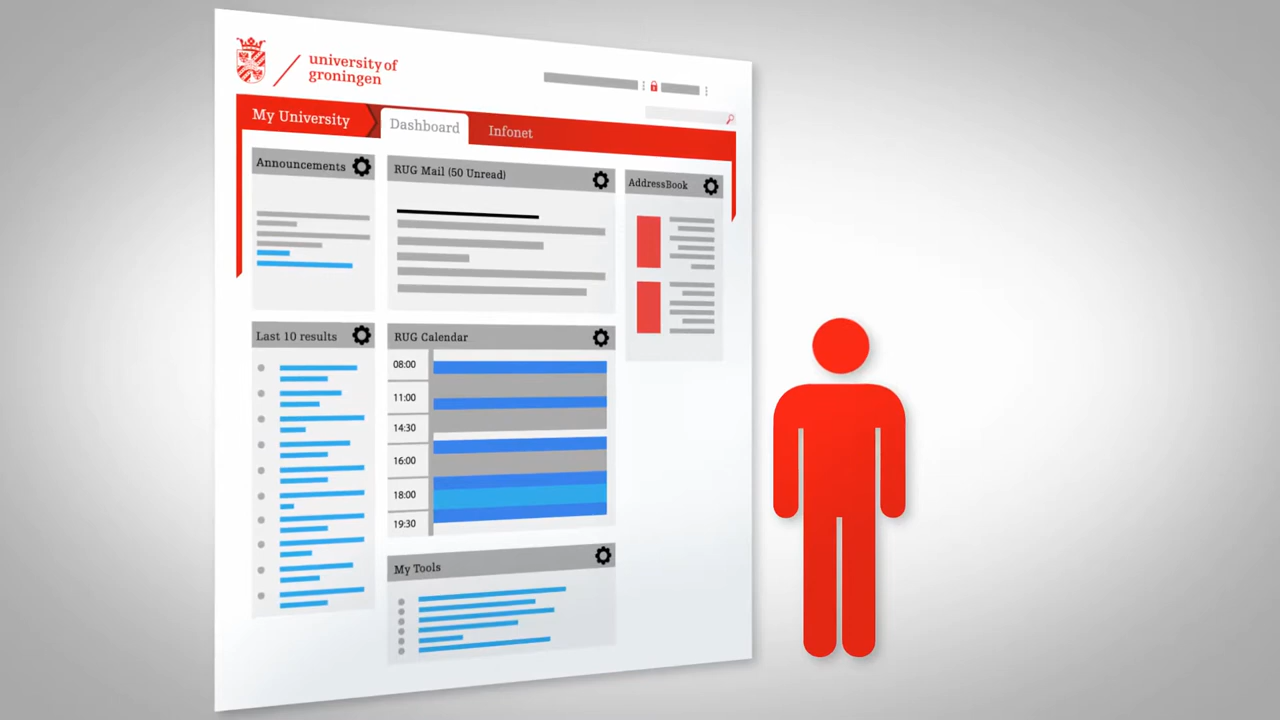 university of
groningen
My University
Dashboard
Infonet
Announcements
RUG Mail (50 Unread)
AddressBook
Last 10 results
RUG Calendar
08:00
11:00
14:30
16:00
18:00
19:30
My Tools